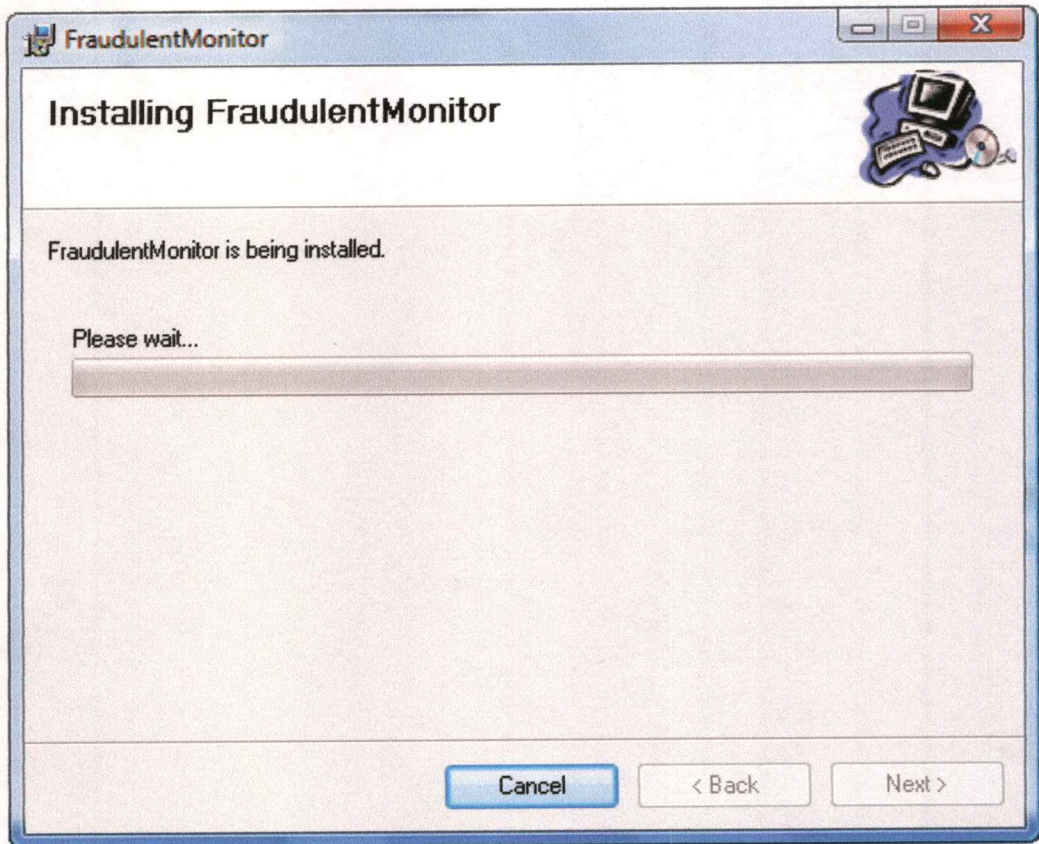 FraudulentMonitor
Installing FraudulentMonitor
FraudulentMonitor is being installed.
Please wait...
Cancel
< Back
Next >